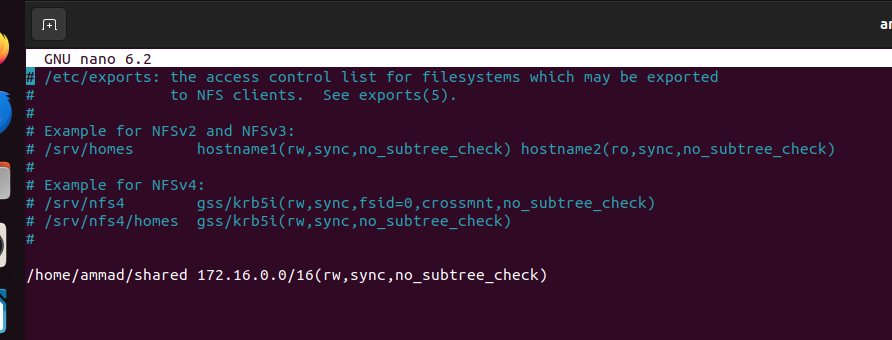 GNU nano 6.2
# /etc/exports: the access control list for filesystems which may be exported
#               to NFS clients.  See exports(5).
#
# Example for NFSv2 and NFSv3:
# /srv/homes       hostname1(rw,sync,no_subtree_check) hostname2(ro,sync,no_subtree_check)
#
# Example for NFSv4:
# /srv/nfs4        gss/krb5i(rw,sync,fsid=0,crossmnt,no_subtree_check)
# /srv/nfs4/homes  gss/krb5i(rw,sync,no_subtree_check)
#
/home/ammad/shared 172.16.0.0/16(rw,sync,no_subtree_check)